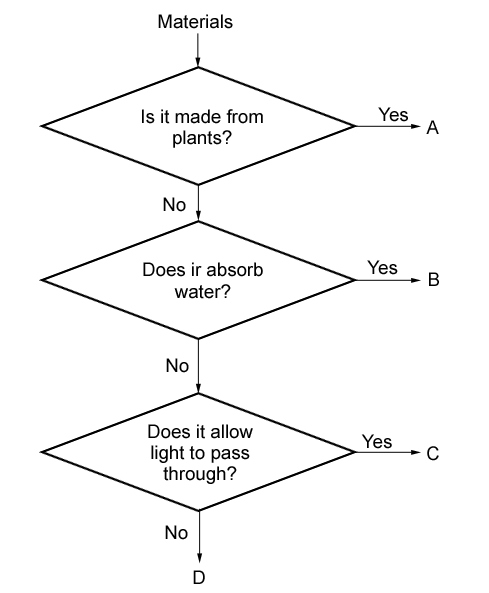 Materials
Is it made from
plants?
Yes
A
No
Does ir absorb
water?
Yes
B
No
Does it allow
light to pass
through?
Yes
C
No
D